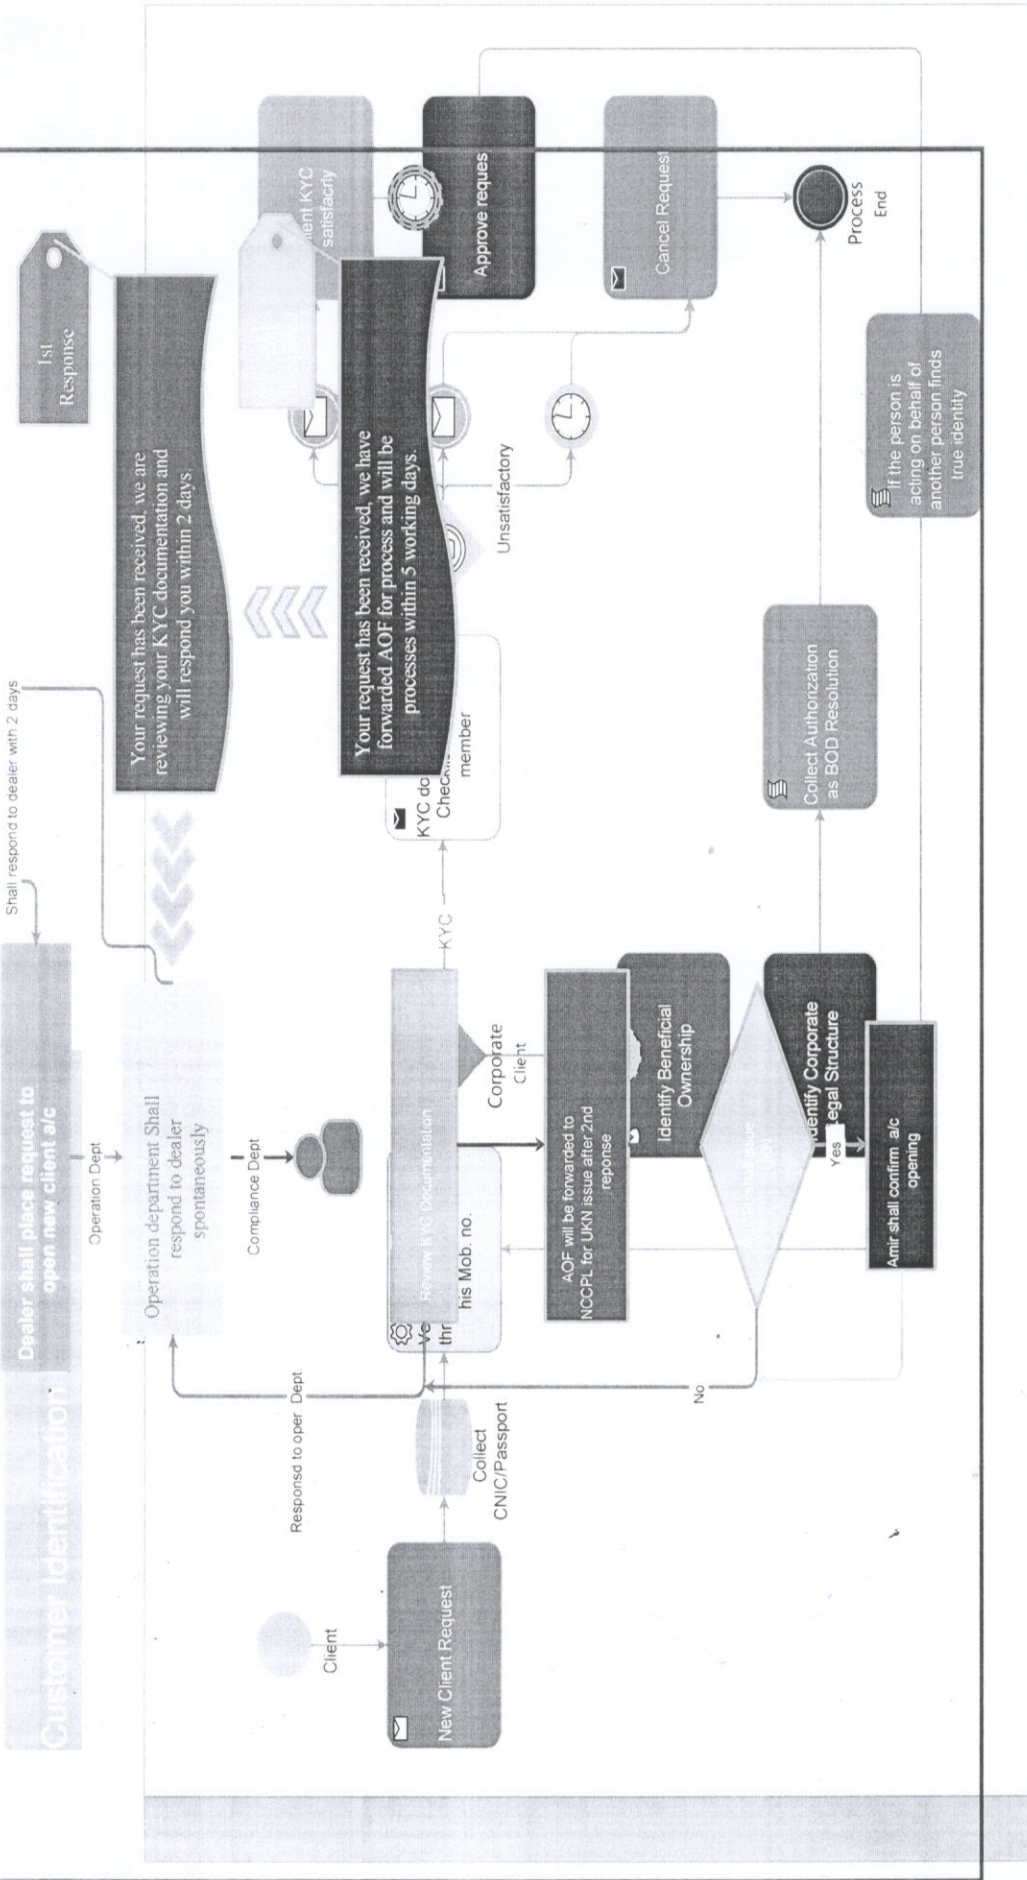 Customer Identification
Dealer shall place request to
opon new client a/c
Shall respond to dealer with 2 days
Operation Dept
Operation department Shall
respond to dealer
spontaneously
Compliance Dept
Responsd to oper Dept.
1st
Response
Your request has been received, we are
reviewing your KYC documentation and
will respond you within 2 days
Your request has been received, we have
forwarded AOF for process and will be
processes within 5 working days.
Client
New Client Request
Collect
CNIC/Passport
Review KYC Documentation
his Mob. no.
KYC
KYC
member
KYC
satisfacrly
Approve reques
Cancel Request
Unsatisfactory
Process
End
Corporate
Client
AOF will be forwarded to
NCCPL for UKN issue after 2nd
reponse
Identify Beneficial
Ownership
Identify Corporate
Legal Structure
Yes
No
Amir shall confirm a/c
opening
Collect Authorization
as BOD Resolution
If the person is
acting on behalf of
another person finds
true identity